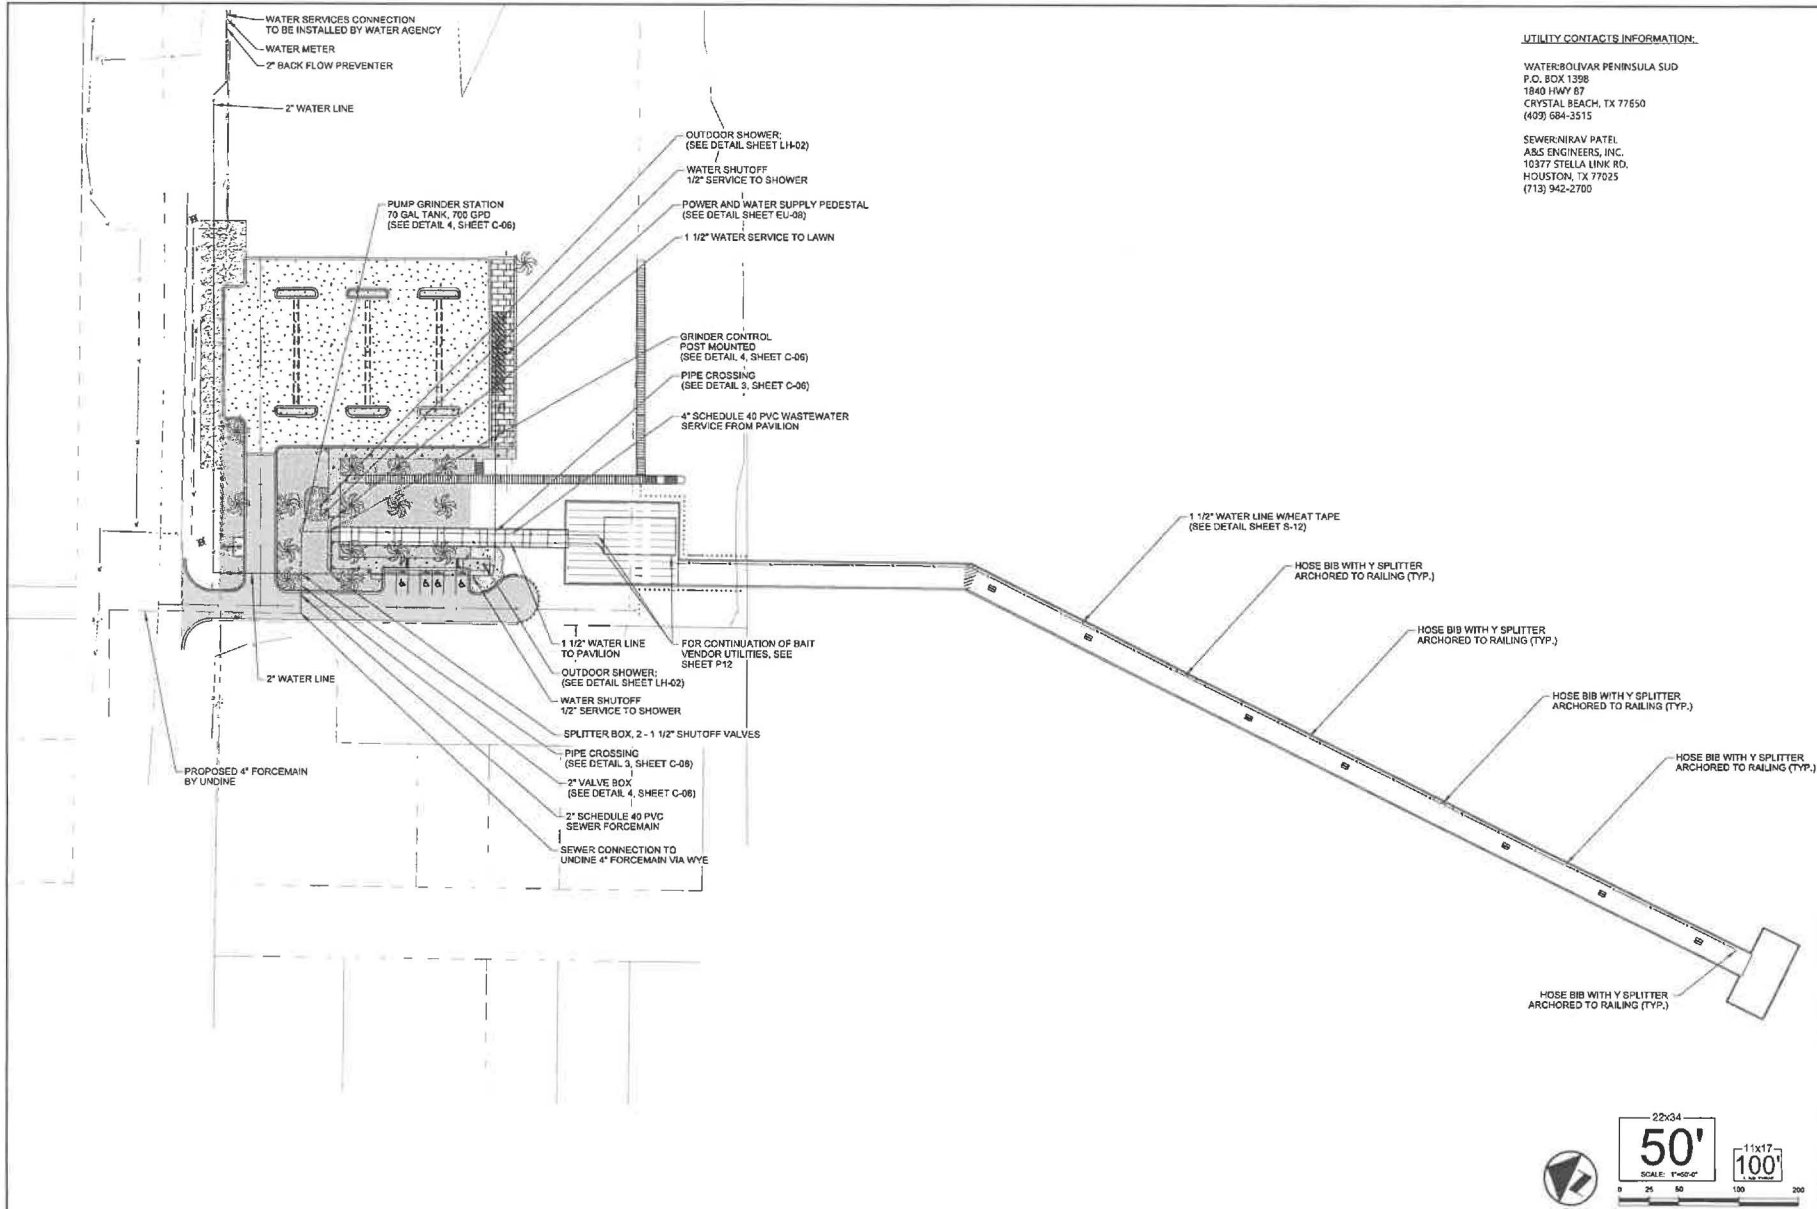 WATER SERVICES CONNECTION
TO BE INSTALLED BY WATER AGENCY
WATER METER
2" BACK FLOW PREVENTER
2" WATER LINE
UTILITY CONTACTS INFORMATION:
WATER:BOLIVAR PENINSULA SUD
P.O. BOX 1398
1840 HWY 87
CRYSTAL BEACH, TX 77650
(409) 684-3515
SEWER:NIRAV PATEL
A&S ENGINEERS, INC.
10377 STELLA LINK RD.
HOUSTON, TX 77025
(713) 942-2700
OUTDOOR SHOWER;
(SEE DETAIL SHEET LH-02)
WATER SHUTOFF
1/2" SERVICE TO SHOWER
POWER AND WATER SUPPLY PEDESTAL
(SEE DETAIL SHEET EU-08)
1 1/2" WATER SERVICE TO LAWN
PUMP GRINDER STATION
70 GAL TANK, 700 GPD
(SEE DETAIL 4, SHEET C-06)
GRINDER CONTROL
POST MOUNTED
(SEE DETAIL 4, SHEET C-06)
PIPE CROSSING
(SEE DETAIL 3, SHEET C-06)
4" SCHEDULE 40 PVC WASTEWATER
SERVICE FROM PAVILION
1 1/2" WATER LINE W/HEAT TAPE
(SEE DETAIL SHEET S-12)
HOSE BIB WITH Y SPLITTER
ARCHORED TO RAILING (TYP.)
HOSE BIB WITH Y SPLITTER
ARCHORED TO RAILING (TYP.)
HOSE BIB WITH Y SPLITTER
ARCHORED TO RAILING (TYP.)
HOSE BIB WITH Y SPLITTER
ARCHORED TO RAILING (TYP.)
HOSE BIB WITH Y SPLITTER
ARCHORED TO RAILING (TYP.)
1 1/2" WATER LINE
TO PAVILION
FOR CONTINUATION OF BAIT
VENDOR UTILITIES, SEE
SHEET P12
OUTDOOR SHOWER;
(SEE DETAIL SHEET LH-02)
WATER SHUTOFF
1/2" SERVICE TO SHOWER
2" WATER LINE
SPLITTER BOX, 2 - 1 1/2" SHUTOFF VALVES
PIPE CROSSING
(SEE DETAIL 3, SHEET C-06)
PROPOSED 4" FORCEMAIN
BY UNDINE
2" VALVE BOX
(SEE DETAIL 4, SHEET C-06)
2" SCHEDULE 40 PVC
SEWER FORCEMAIN
SEWER CONNECTION TO
UNDINE 4" FORCEMAIN VIA WYE
22x34
50'
SCALE: 1"=50'-0"
11x17
100'
0 25 50 100 200